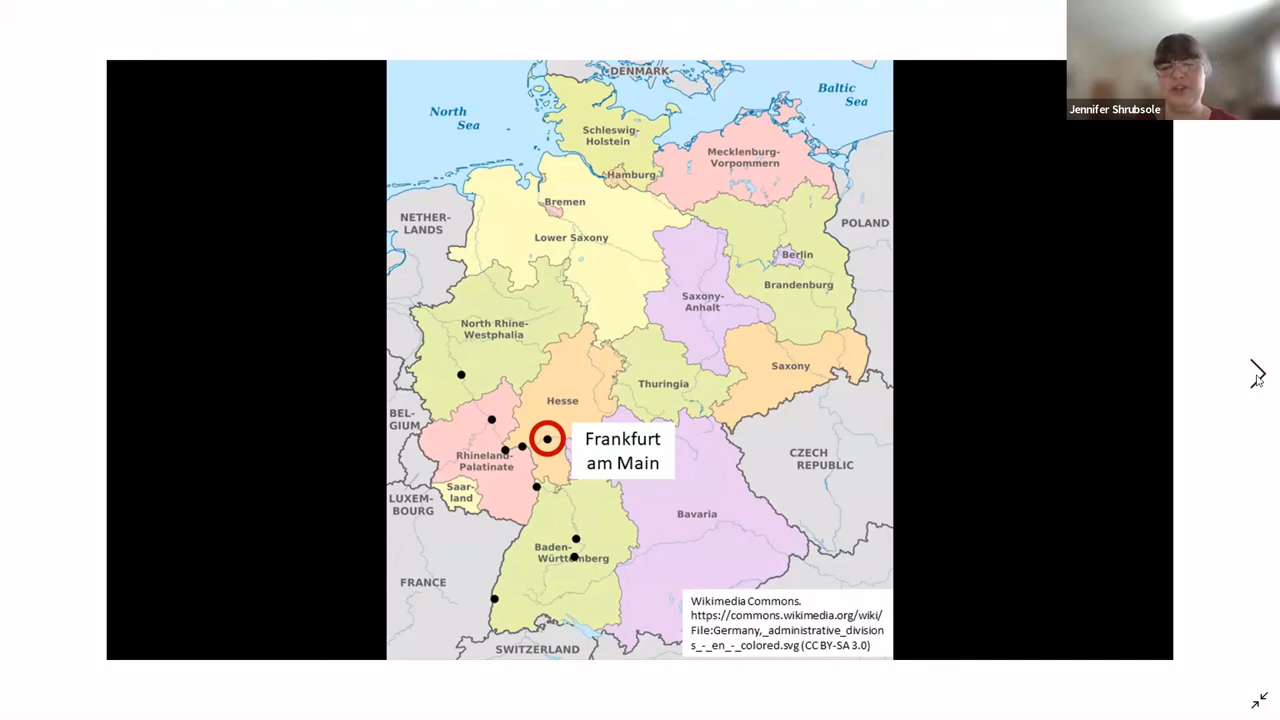 Jennifer Shrubsole
DENMARK
North
Sea
Baltic
Sea
Schleswig-
Holstein
Mecklenburg-
Vorpommern
Hamburg
Bremen
NETHER-
LANDS
POLAND
Lower Saxony
Berlin
Brandenburg
Saxony-
Anhalt
North Rhine-
Westphalia
Saxony
Thuringia
Hesse
BEL-
GIUM
Frankfurt
am Main
Rhineland-
Palatinate
CZECH
REPUBLIC
Saar-
land
LUXEM-
BOURG
Bavaria
Baden-
Württemberg
FRANCE
SWITZERLAND
Wikimedia Commons.
https://commons.wikimedia.org/wiki/
File:Germany,_administrative_division
s_-_en_-_colored.svg (CC BY-SA 3.0)